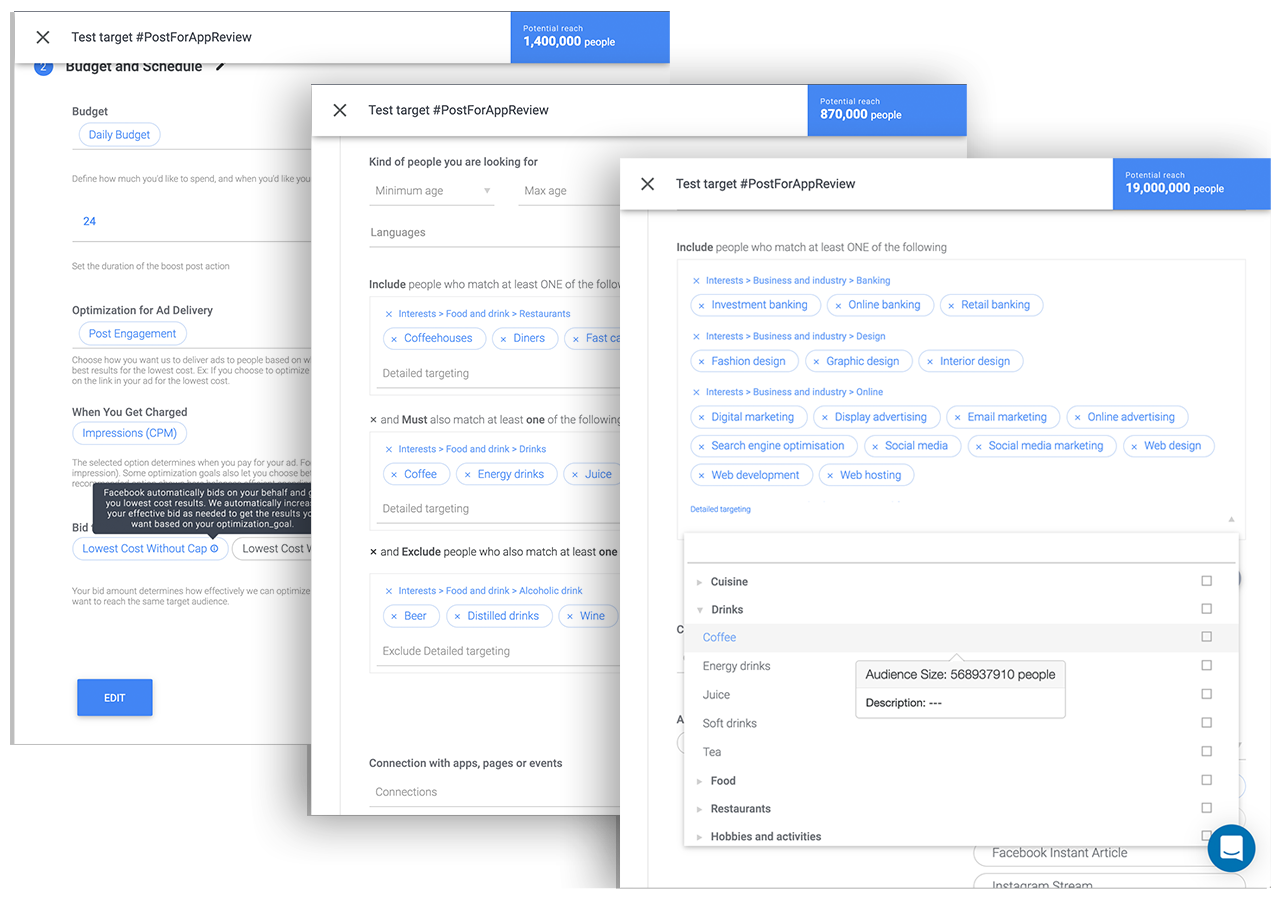 Test target #PostForAppReview
Potential reach
1,400,000 people
2
Budget and Schedule
Budget
Daily Budget
Define how much you'd like to spend, and when you'd like you
24
Set the duration of the boost post action
Optimization for Ad Delivery
Post Engagement
Choose how you want us to deliver ads to people based on
best results for the lowest cost. Ex: If you choose to optimize
on the link in your ad for the lowest cost.
When You Get Charged
Impressions (CPM)
The selected option determines when you pay for your ad.
impression). Some optimization goals also let you choose
Facebook automatically bids on your behalf and
you lowest cost results. We automatically
your effective bid as needed to get the results
want based on your optimization_goal.
Bid
Lowest Cost Without Cap
Lowest Cost
Your bid amount determines how effectively we can optimize
want to reach the same target audience.
EDIT
Test target #PostForAppReview
Potential reach
870,000 people
Kind of people you are looking for
Minimum age
Max age
Languages
Include people who match at least ONE of the
× Interests > Food and drink > Restaurants
× Coffeehouses
× Diners
× Fast
Detailed targeting
× and Must also match at least one of the following
× Interests > Food and drink > Drinks
× Coffee
× Energy drinks
× Juice
Detailed targeting
× and Exclude people who also match at least one
× Interests > Food and drink > Alcoholic drink
× Beer
× Distilled drinks
× Wine
Exclude Detailed targeting
Connection with apps, pages or events
Connections
Test target #PostForAppReview
Potential reach
19,000,000 people
Include people who match at least ONE of the following
× Interests > Business and industry > Banking
× Investment banking × Online banking × Retail banking
× Interests > Business and industry > Design
× Fashion design × Graphic design × Interior design
× Interests > Business and industry > Online
× Digital marketing × Display advertising × Email marketing × Online advertising
× Search engine optimisation × Social media × Social media marketing × Web design
× Web development × Web hosting
Detailed targeting
Cuisine
Drinks
Coffee
Energy drinks
Juice
Soft drinks
Tea
Food
Restaurants
Hobbies and activities
Audience Size: 568937910 people
Description: ---
C
A
Facebook Instant Article
Instagram Stream